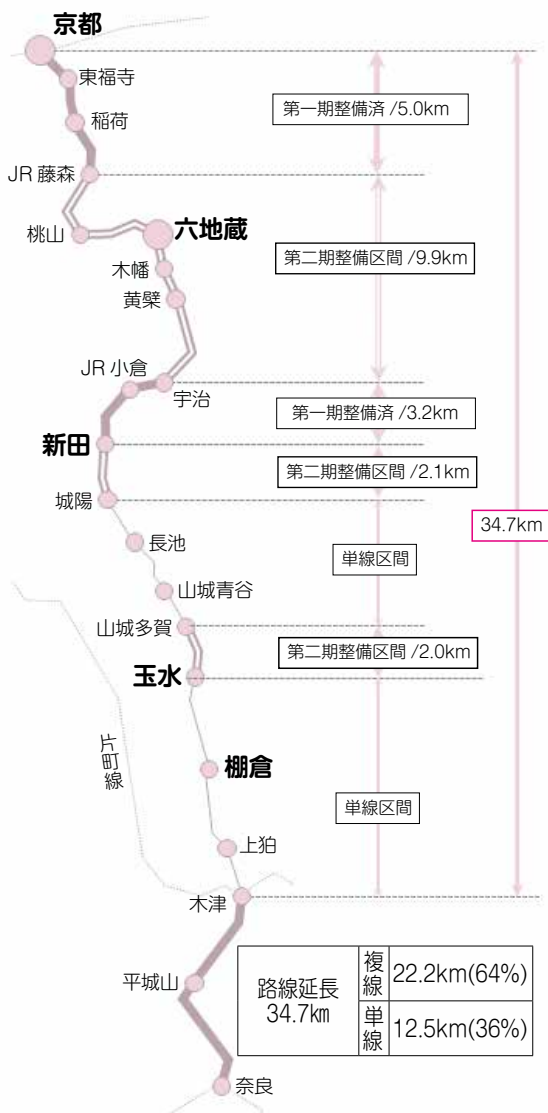 京都
東福寺
第一期整備済/5.0km
稲荷
JR 藤森
桃山
六地蔵
第二期整備区間/9.9km
木幡
黄檗
JR 小倉
宇治
第一期整備済/3.2km
新田
第二期整備区間/2.1km
城陽
34.7km
長池
単線区間
山城青谷
山城多賀
第二期整備区間/2.0km
玉水
片町線
棚倉
単線区間
上狛
木津
平城山
路線延長
34.7㎞
複線
22.2km(64%)
単線
12.5km(36%)
奈良